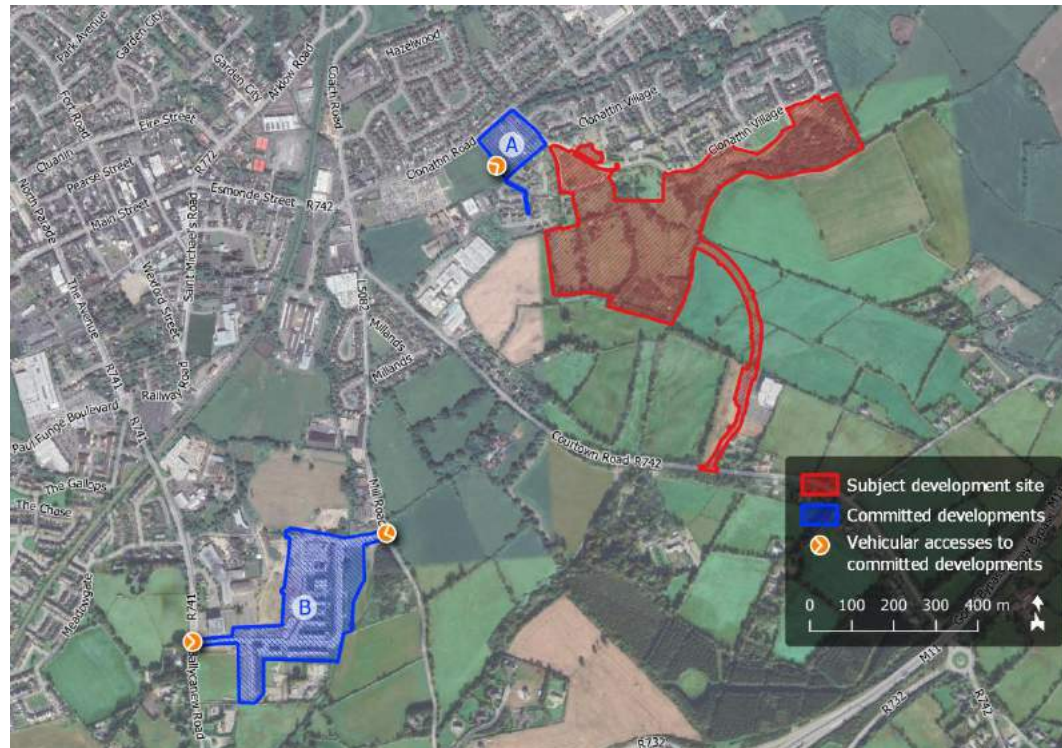 Park Avenue
Garden City
Garden City
Arklow Road
Coach Road
Hazelwood
Fort Road
Eire Street
Cluanin
Pearse Street
R772
Clonattin Village
Clonattin Village
Clonattin Road
A
North Parade
Main Street
Esmonde Street
R742
Saint Michael's Road
Wexford Street
The Avenue
L5082
Millands
Millands
R741
Railway Road
Paul Funge Boulevard
R741
Courtown Road
R742
The Gallops
The Chase
Mill Road
Meadowgate
R741
B
Subject development site
Committed developments
Vehicular accesses to
committed developments
0 100 200 300 400 m
M11
R732
R742
R732